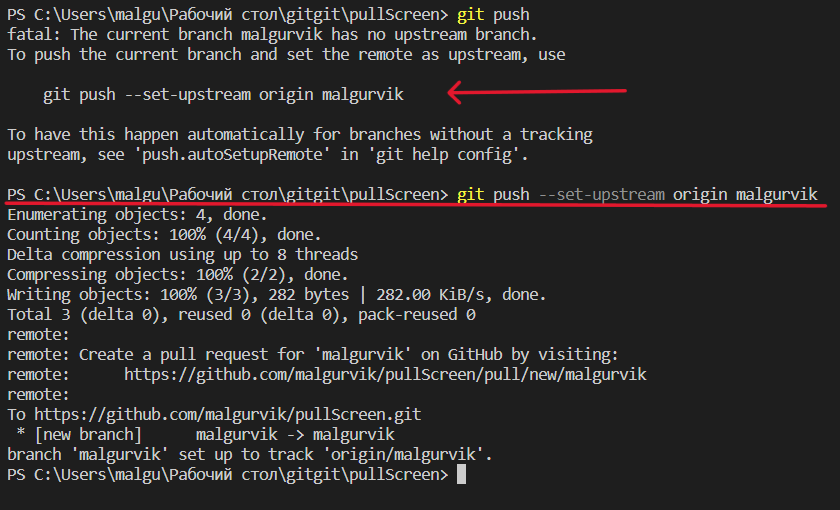 PS C:\Users\malgu\Рабочий стол\gitgit\pullScreen> git push
fatal: The current branch malgurvik has no upstream branch.
To push the current branch and set the remote as upstream, use
git push --set-upstream origin malgurvik
To have this happen automatically for branches without a tracking
upstream, see 'push.autoSetupRemote' in 'git help config'.
PS C:\Users\malgu\Рабочий стол\gitgit\pullScreen> git push --set-upstream origin malgurvik
Enumerating objects: 4, done.
Counting objects: 100% (4/4), done.
Delta compression using up to 8 threads
Compressing objects: 100% (2/2), done.
Writing objects: 100% (3/3), 282 bytes | 282.00 KiB/s, done.
Total 3 (delta 0), reused 0 (delta 0), pack-reused 0
remote:
remote: Create a pull request for 'malgurvik' on GitHub by visiting:
remote:      https://github.com/malgurvik/pullScreen/pull/new/malgurvik
remote:
To https://github.com/malgurvik/pullScreen.git
 * [new branch]      malgurvik -> malgurvik
branch 'malgurvik' set up to track 'origin/malgurvik'.
PS C:\Users\malgu\Рабочий стол\gitgit\pullScreen>